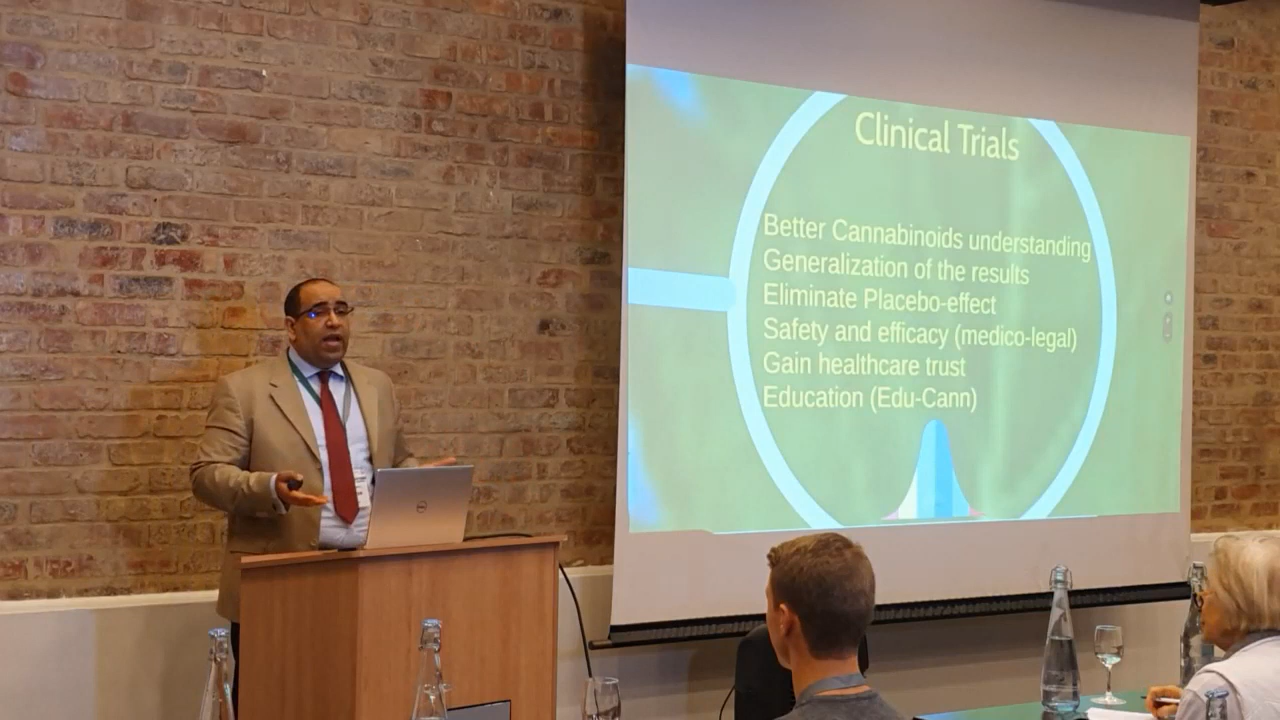 Clinical Trials
Better Cannabinoids understanding
Generalization of the results
Eliminate Placebo-effect
Safety and efficacy (medico-legal)
Gain healthcare trust
Education (Edu-Cann)
DELL